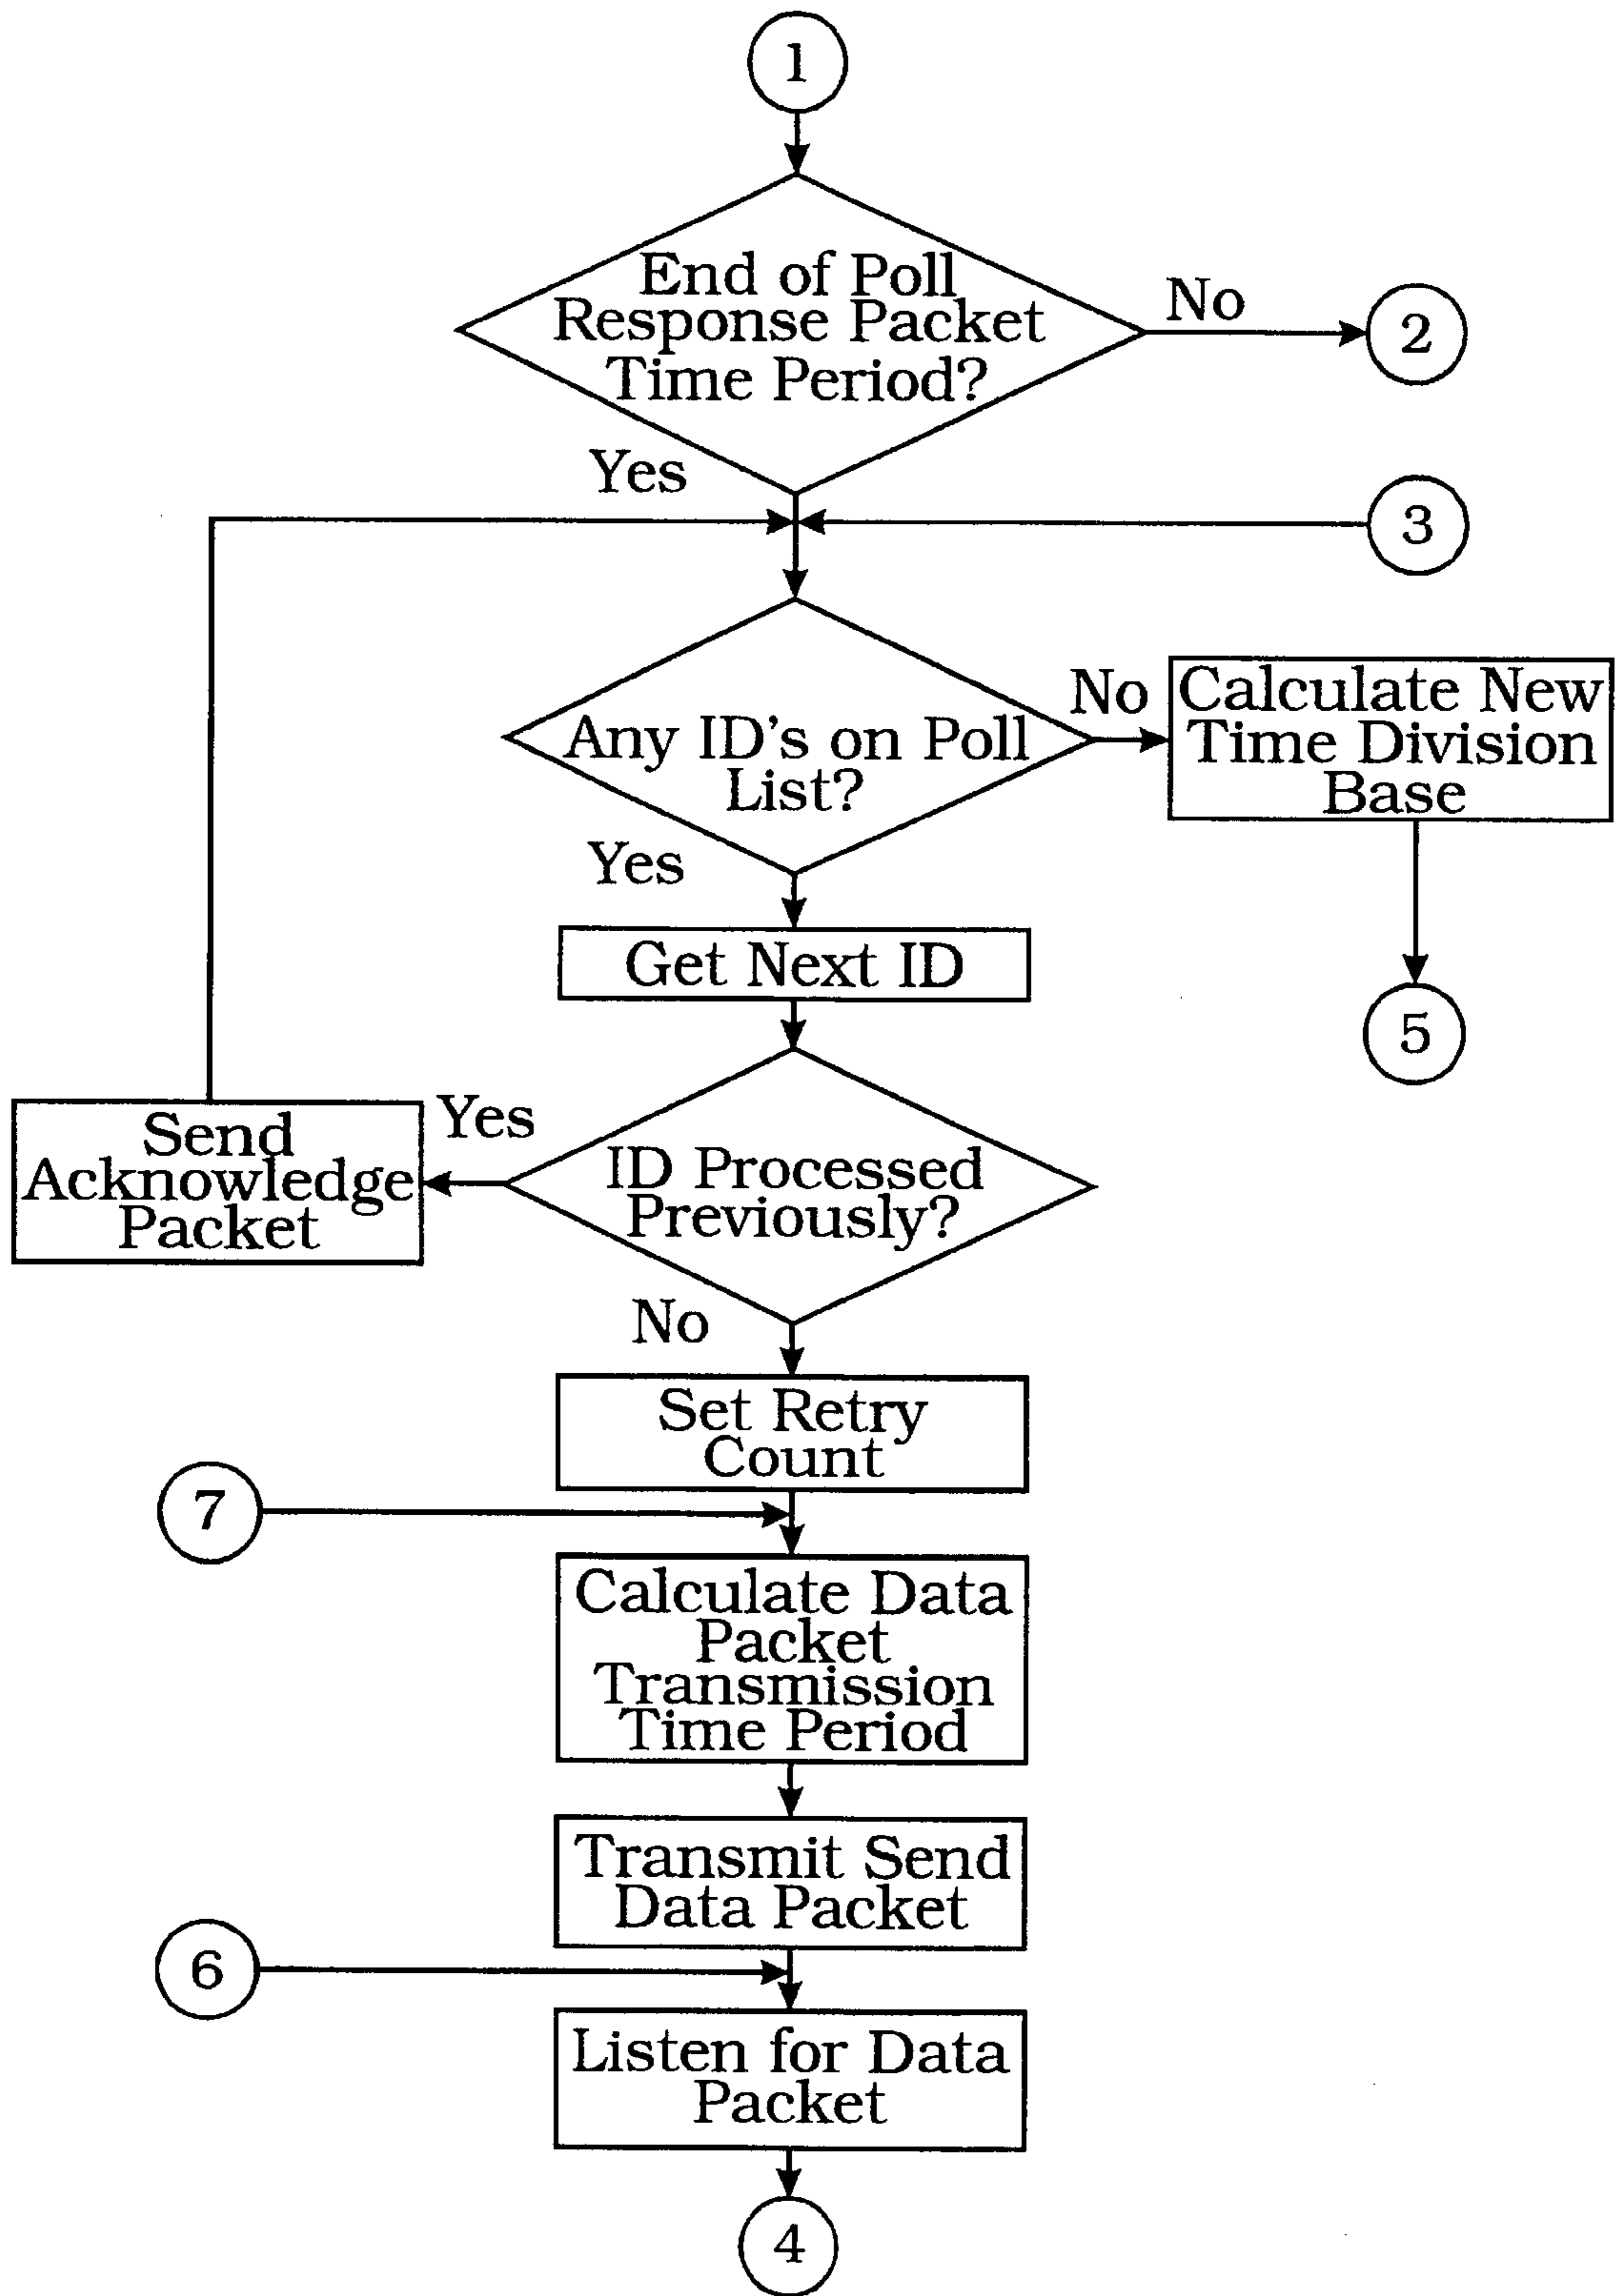 1
End of Poll
Response Packet
Time Period?
No
2
Yes
3
Any ID's on Poll
List?
No
Calculate New
Time Division
Base
Yes
Get Next ID
5
Send
Acknowledge
Packet
Yes
ID Processed
Previously?
No
Set Retry
Count
7
Calculate Data
Packet
Transmission
Time Period
Transmit Send
Data Packet
6
Listen for Data
Packet
4